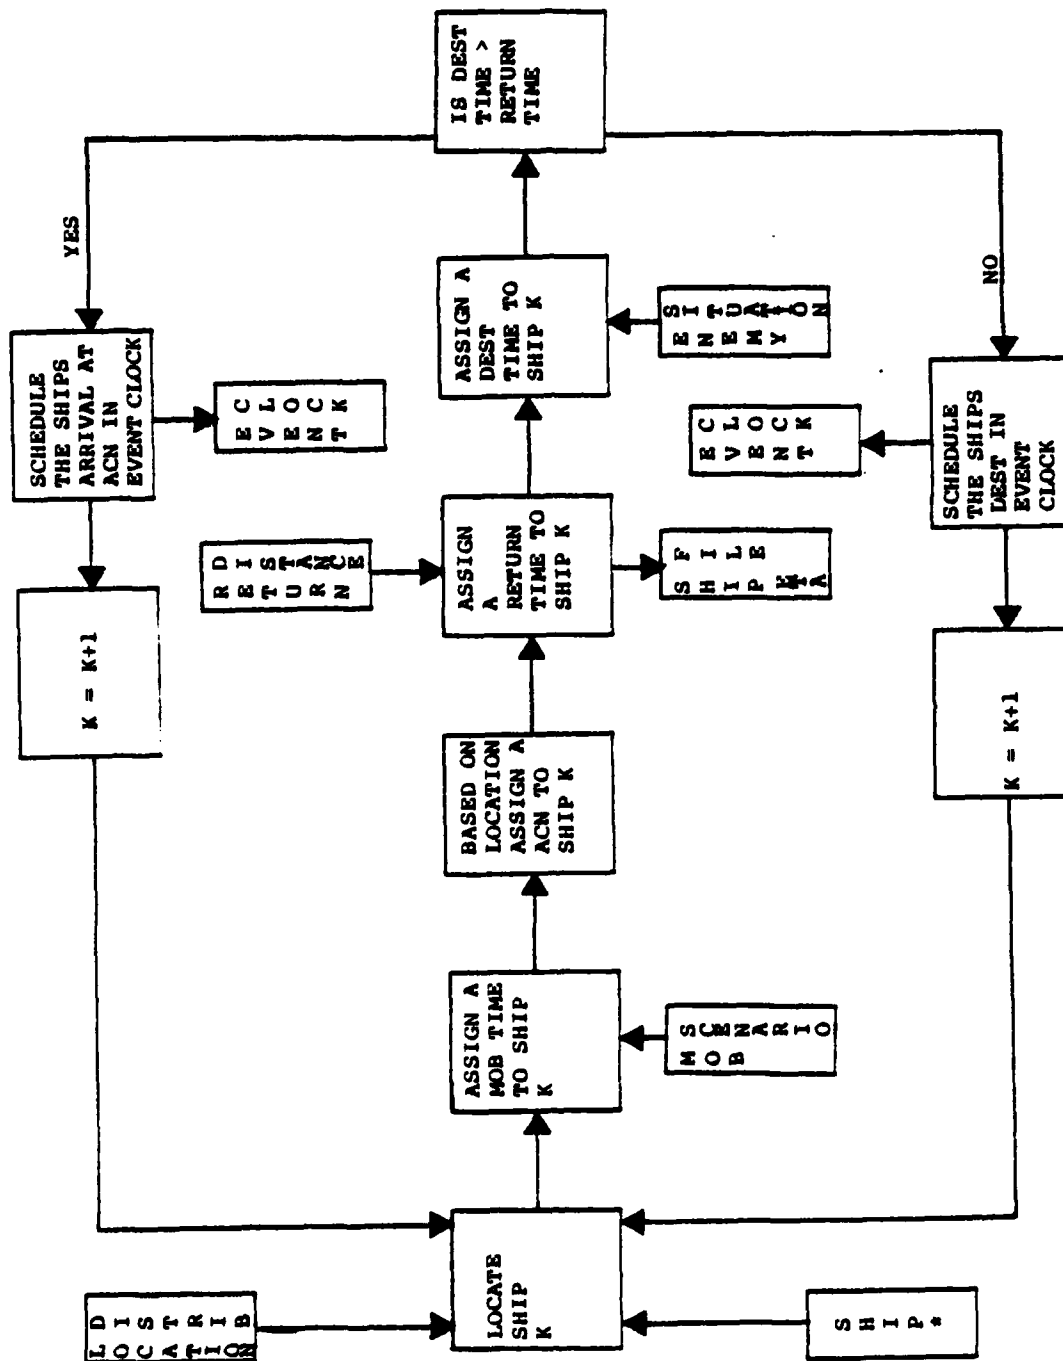 LOCATION
DISTRIB
LOCATE
SHIP
K
SHIP*
ASSIGN A
MOB TIME
TO SHIP
K
MOB
SCENARIO
BASED ON
LOCATION
ASSIGN A
ACN TO
SHIP K
RETURN
DISTANCE
ASSIGN
A
RETURN
TIME TO
SHIP K
SHIP
ETA
FILE
ASSIGN A
DEST
TIME TO
SHIP K
ENEMY
SITUATION
IS DEST
TIME >
RETURN
TIME
YES
SCHEDULE
THE SHIPS
ARRIVAL AT
ACN IN
EVENT CLOCK
EVENT
CLOCK
K = K+1
NO
EVENT
CLOCK
SCHEDULE
THE SHIPS
DEST IN
EVENT
CLOCK
K = K+1